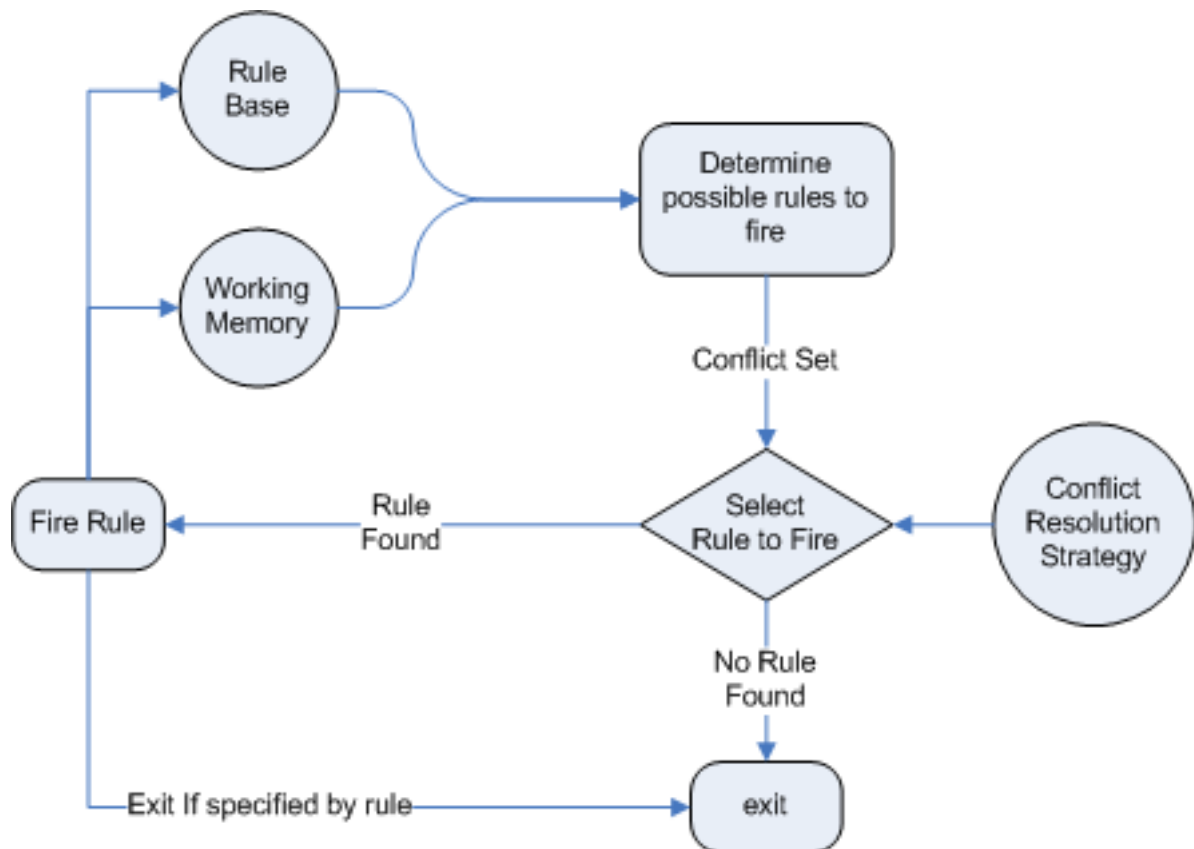 Rule
Base
Determine
possible rules to
fire
Working
Memory
Conflict Set
Conflict
Resolution
Strategy
Select
Rule to Fire
Rule
Found
Fire Rule
No Rule
Found
Exit If specified by rule
exit